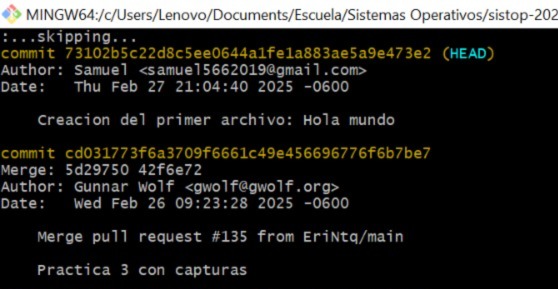 MINGW64:/c/Users/Lenovo/Documents/Escuela/Sistemas Operativos/sistop-202
:...skipping...
commit 73102b5c22d8c5ee0644a1fe1a883ae5a9e473e2 (HEAD)
Author: Samuel <samuel5662019@gmail.com>
Date:   Thu Feb 27 21:04:40 2025 -0600
Creacion del primer archivo: Hola mundo
commit cd031773f6a3709f6661c49e456696776f6b7be7
Merge: 5d29750 42f6e72
Author: Gunnar Wolf <gwolf@gwolf.org>
Date:   Wed Feb 26 09:23:28 2025 -0600
Merge pull request #135 from EriNtq/main
Practica 3 con capturas